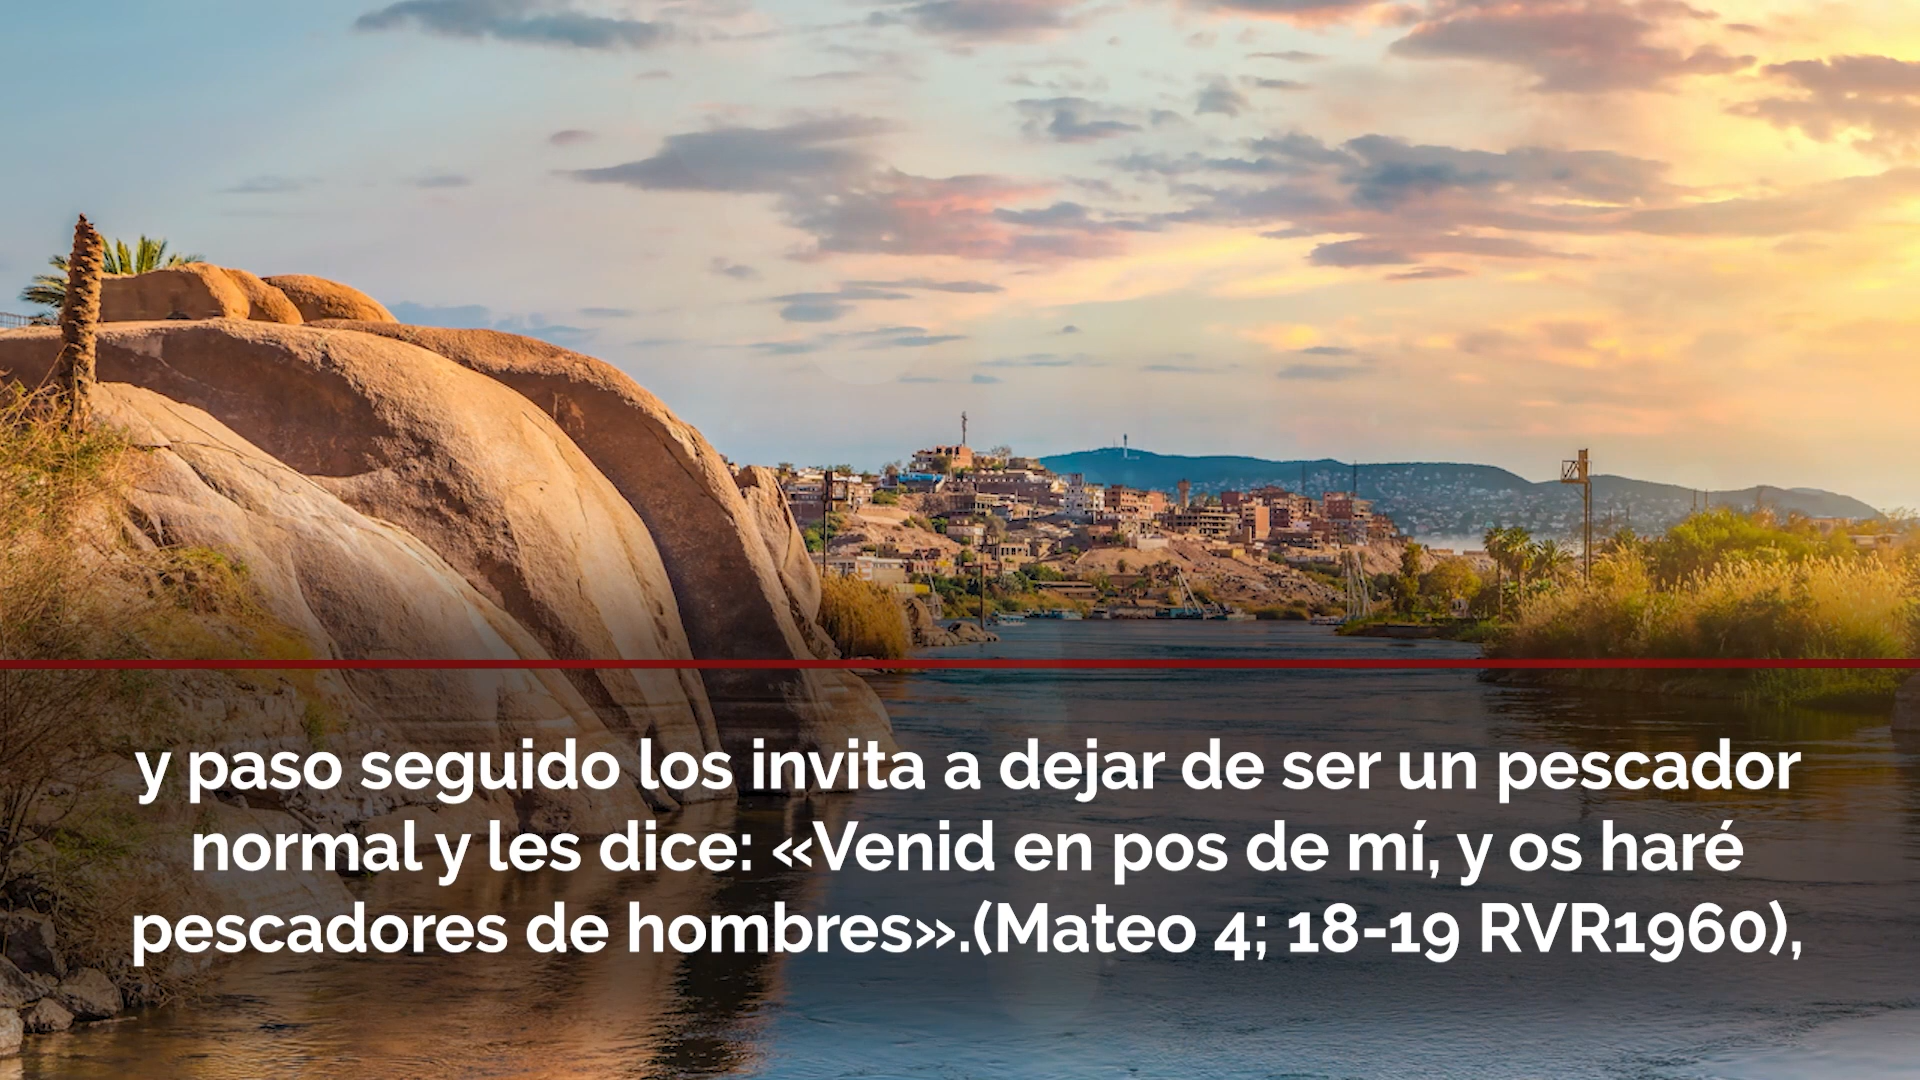 y paso seguido los invita a dejar de ser un pescador
normal y les dice: «Venid en pos de mí, y os haré
pescadores de hombres».(Mateo 4; 18-19 RVR1960),